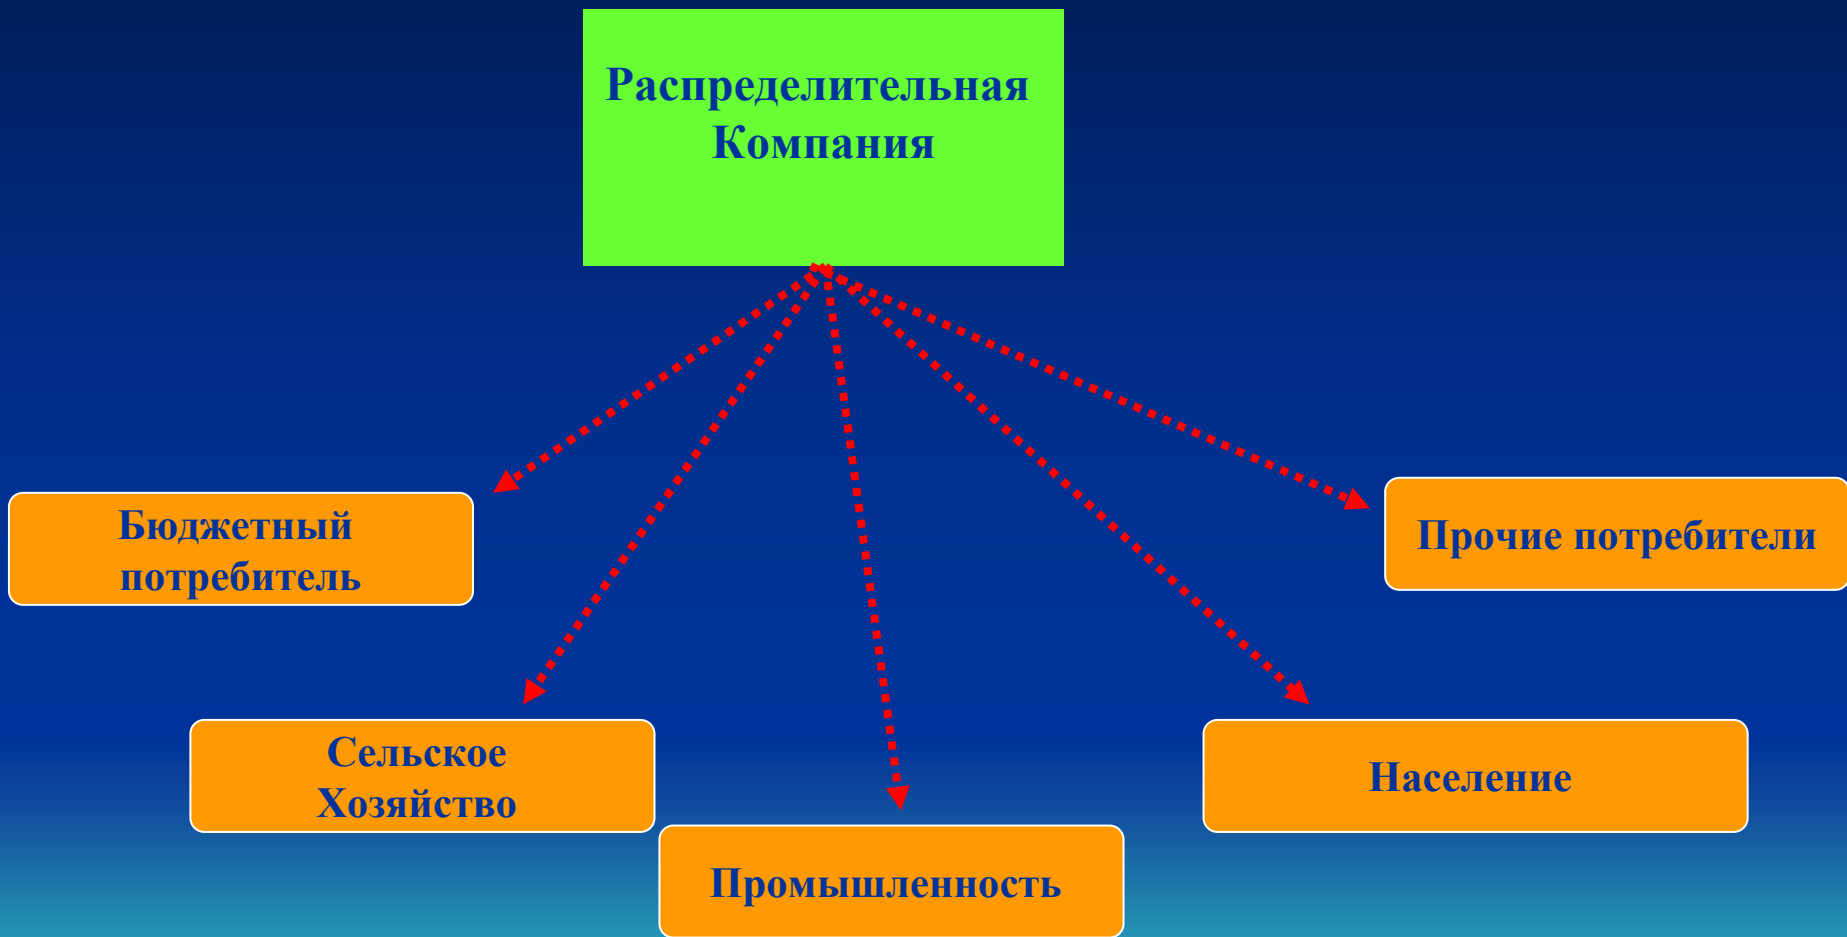 Распределительная
Компания
Бюджетный
потребитель
Прочие потребители
Сельское
Хозяйство
Население
Промышленность